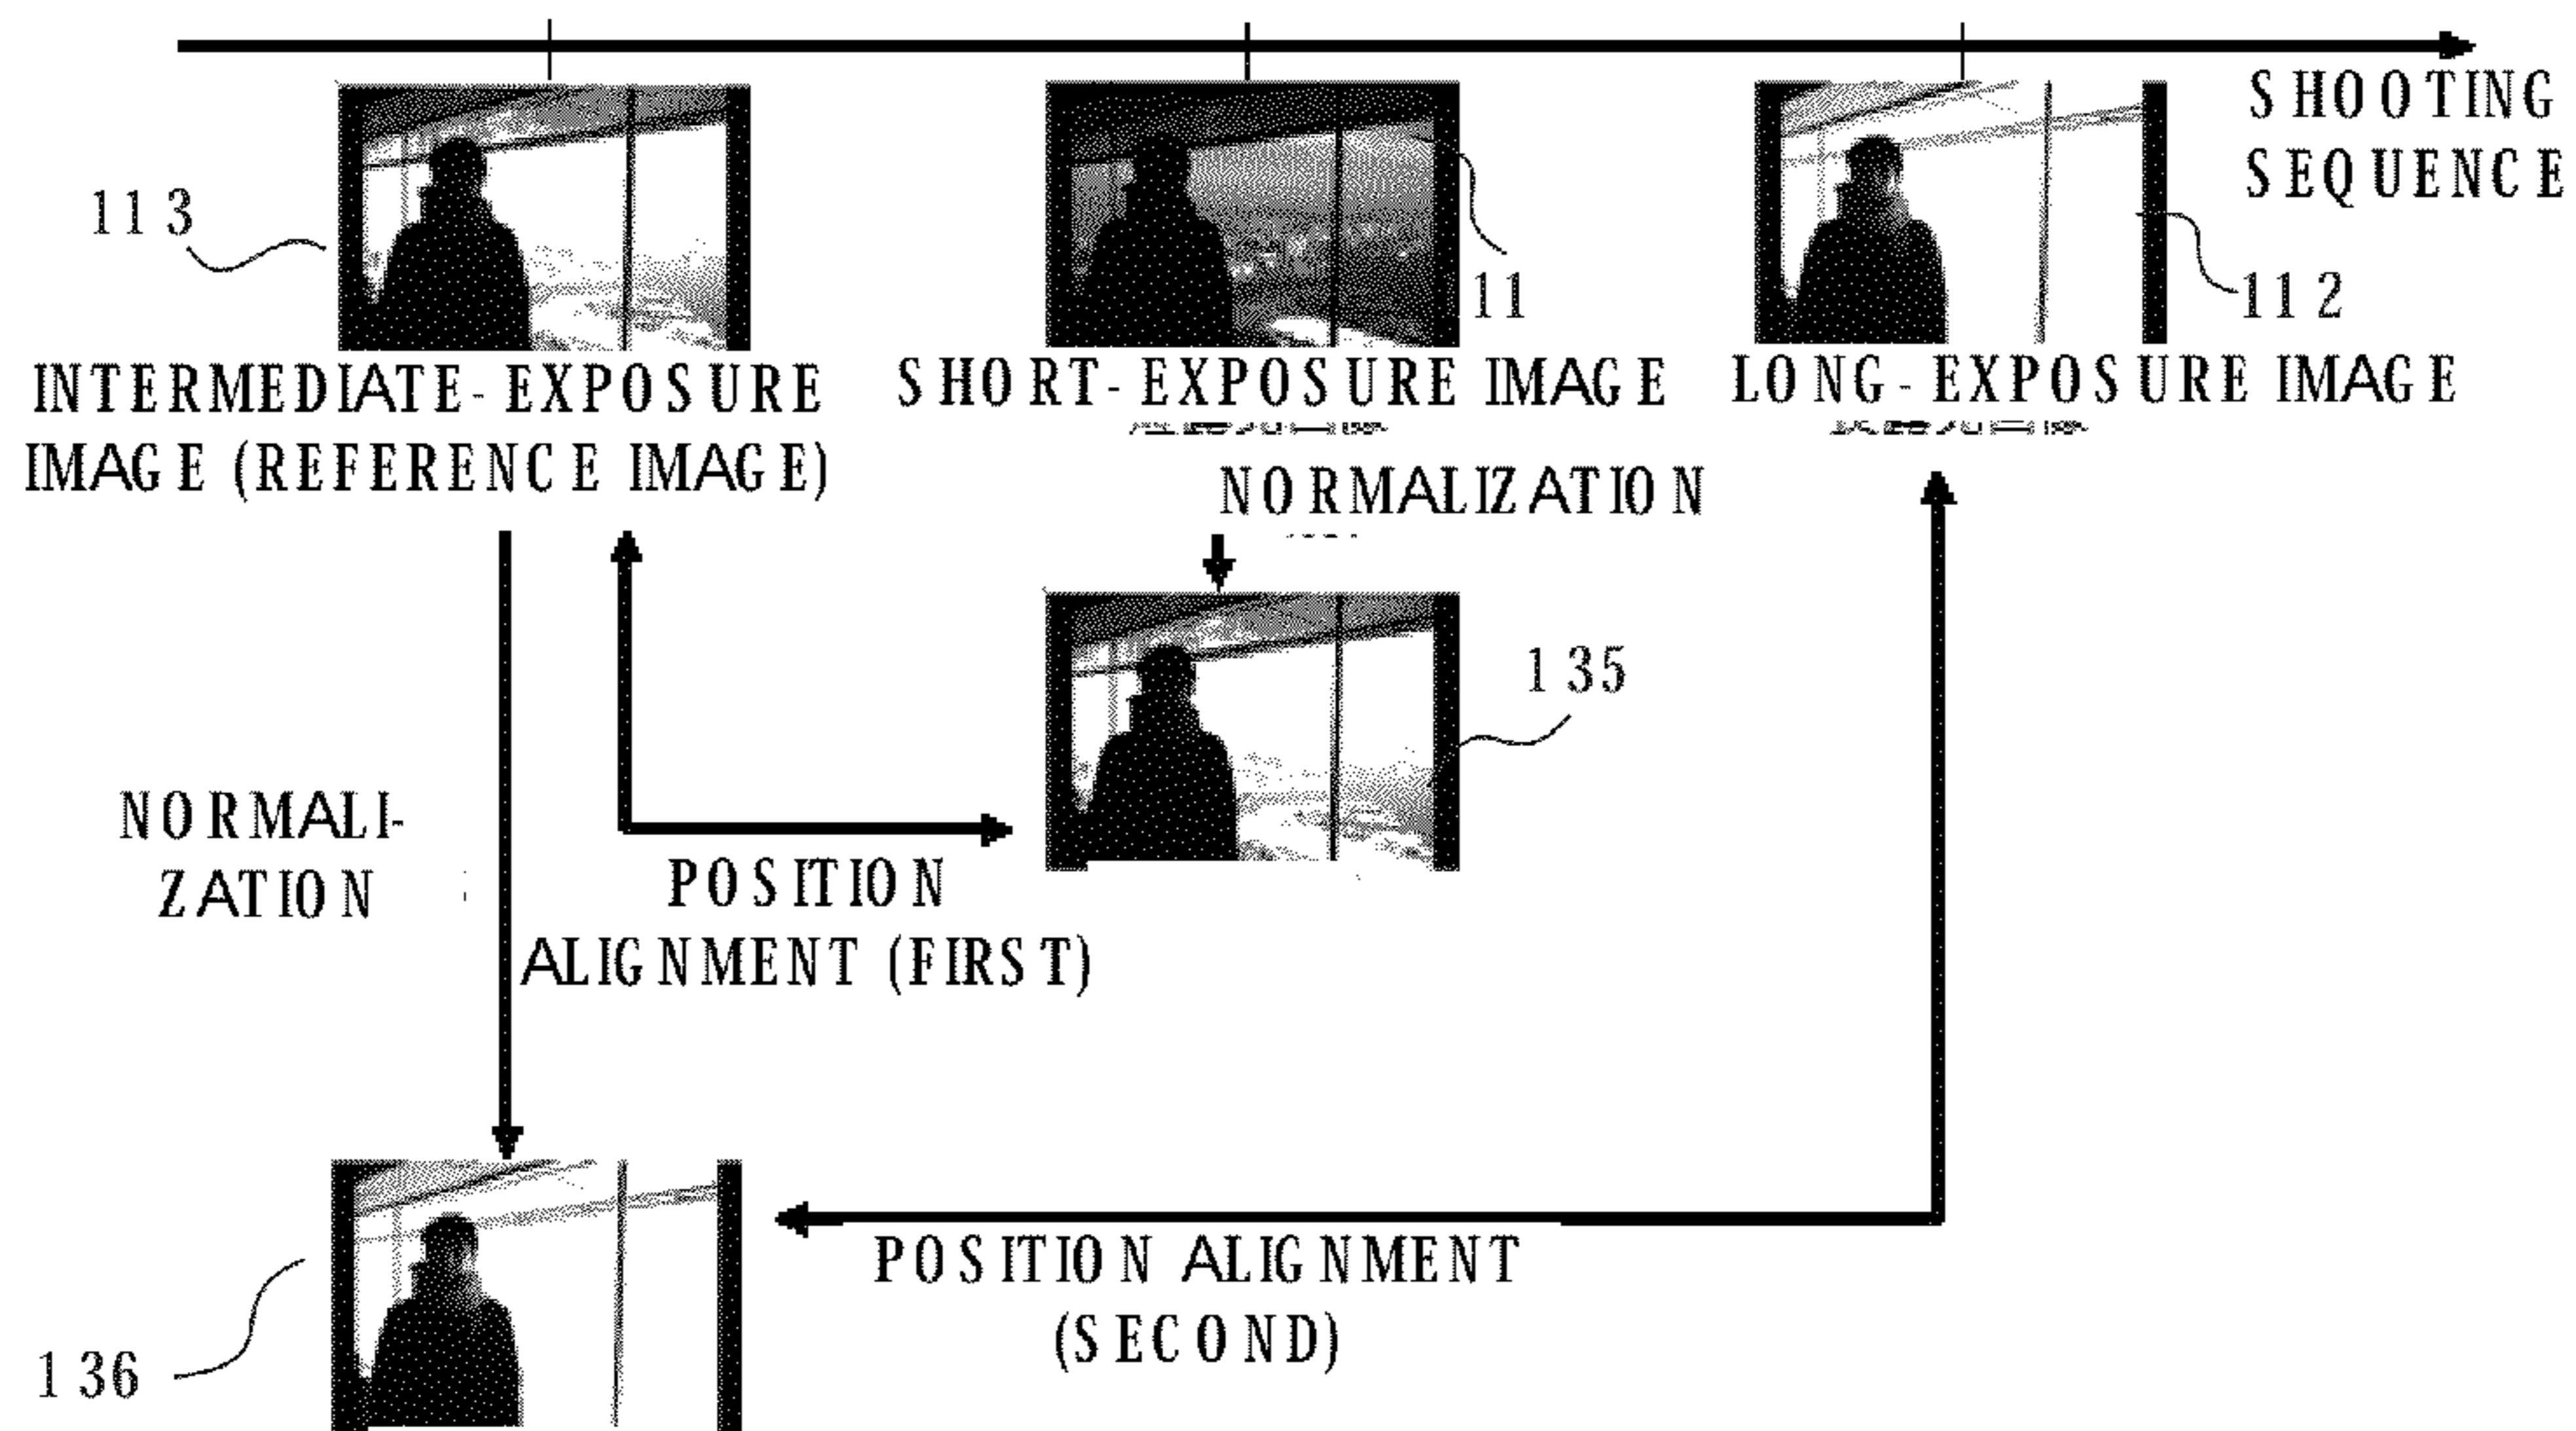 SHOOTING
SEQUENCE
113
11
112
INTERMEDIATE-EXPOSURE
IMAGE (REFERENCE IMAGE)
SHORT-EXPOSURE IMAGE
LONG-EXPOSURE IMAGE
NORMALIZATION
135
NORMALI-
ZATION
POSITION
ALIGNMENT (FIRST)
POSITION ALIGNMENT
(SECOND)
136